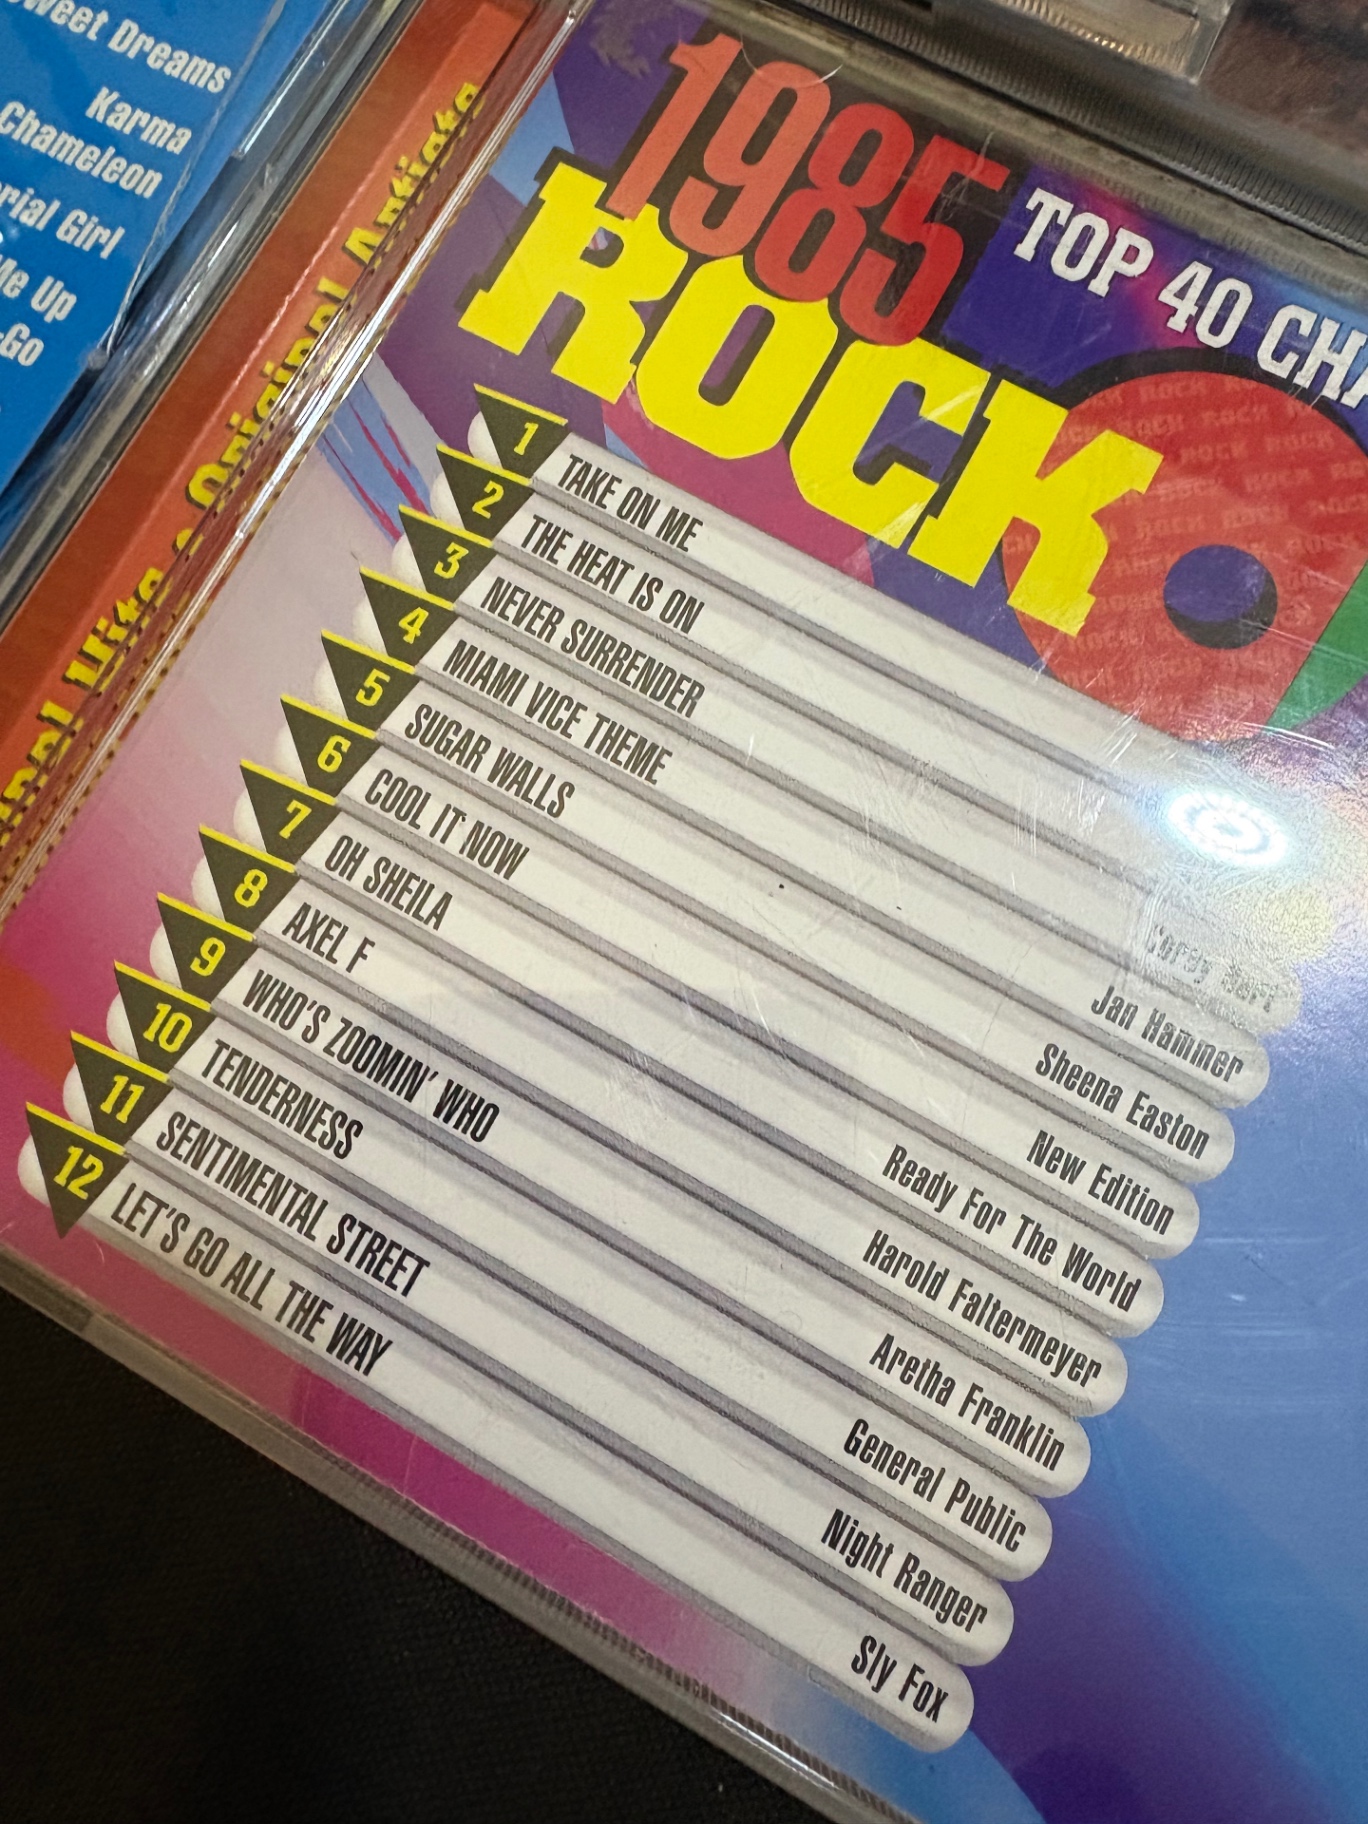 Sweet Dreams
Karma
Chameleon
Girl
Me Up
Go
Original Artists
1985
ROCK
TOP 40
1 TAKE ON ME
2 THE HEAT IS ON
3 NEVER SURRENDER Corey Hart
4 MIAMI VICE THEME Jan Hammer
5 SUGAR WALLS Sheena Easton
6 COOL IT NOW New Edition
7 OH SHEILA Ready For The World
8 AXEL F Harold Faltermeyer
9 WHO'S ZOOMIN' WHO Aretha Franklin
10 TENDERNESS General Public
11 SENTIMENTAL STREET Night Ranger
12 LET'S GO ALL THE WAY Sly Fox